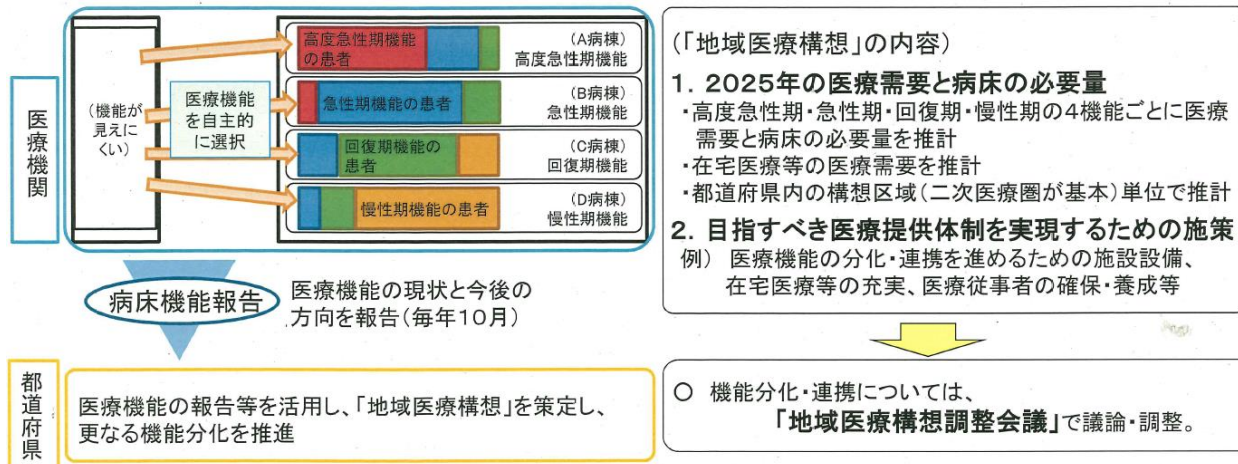 医療機関
(機能が
見えに
くい)
医療機能
を自主的
に選択
高度急性期機能
の患者
(A病棟)
高度急性期機能
急性期機能の患者
(B病棟)
急性期機能
回復期機能の
患者
(C病棟)
回復期機能
慢性期機能の患者
(D病棟)
慢性期機能
病床機能報告
医療機能の現状と今後の
方向を報告(毎年10月)
都道府県
医療機能の報告等を活用し、「地域医療構想」を策定し、
更なる機能分化を推進
(「地域医療構想」の内容)
1. 2025年の医療需要と病床の必要量
・高度急性期・急性期・回復期・慢性期の4機能ごとに医療
需要と病床の必要量を推計
・在宅医療等の医療需要を推計
・都道府県内の構想区域(二次医療圏が基本)単位で推計
2. 目指すべき医療提供体制を実現するための施策
例) 医療機能の分化・連携を進めるための施設設備、
在宅医療等の充実、医療従事者の確保・養成等
○ 機能分化・連携については、
「地域医療構想調整会議」で議論・調整。